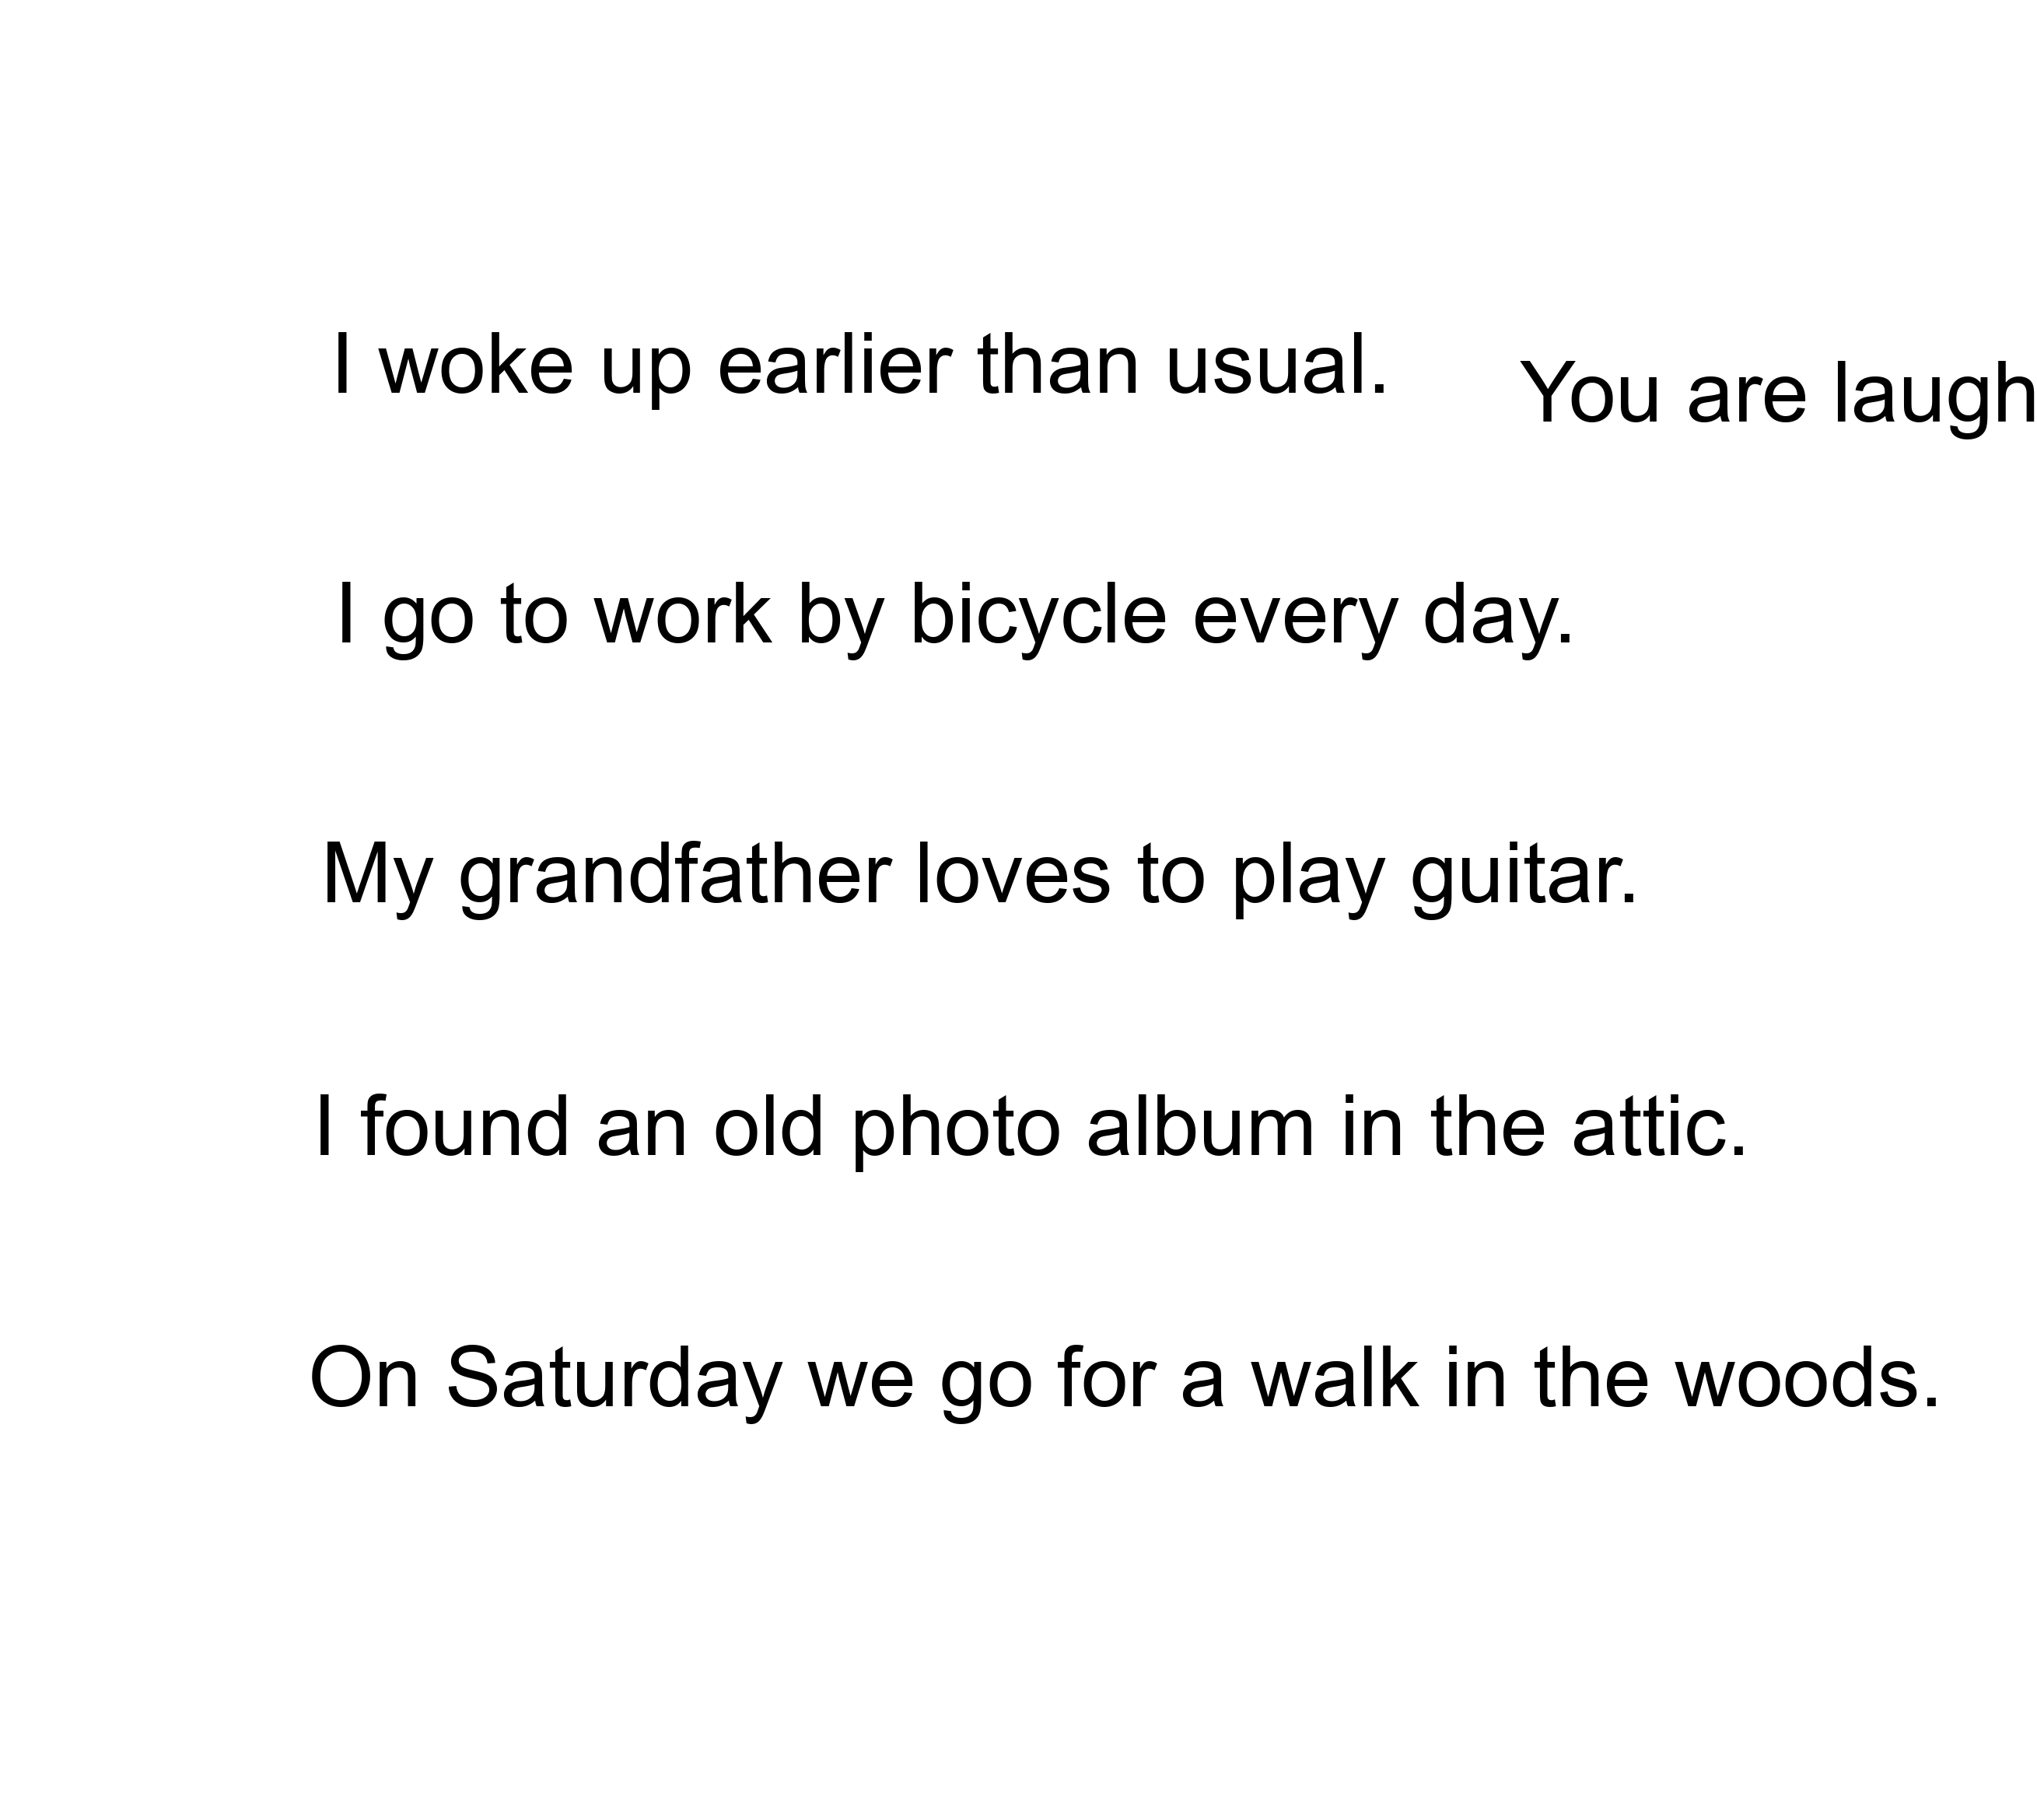 I woke up earlier than usual.
You are laugh
I go to work by bicycle every day.
My grandfather loves to play guitar.
I found an old photo album in the attic.
On Saturday we go for a walk in the woods.